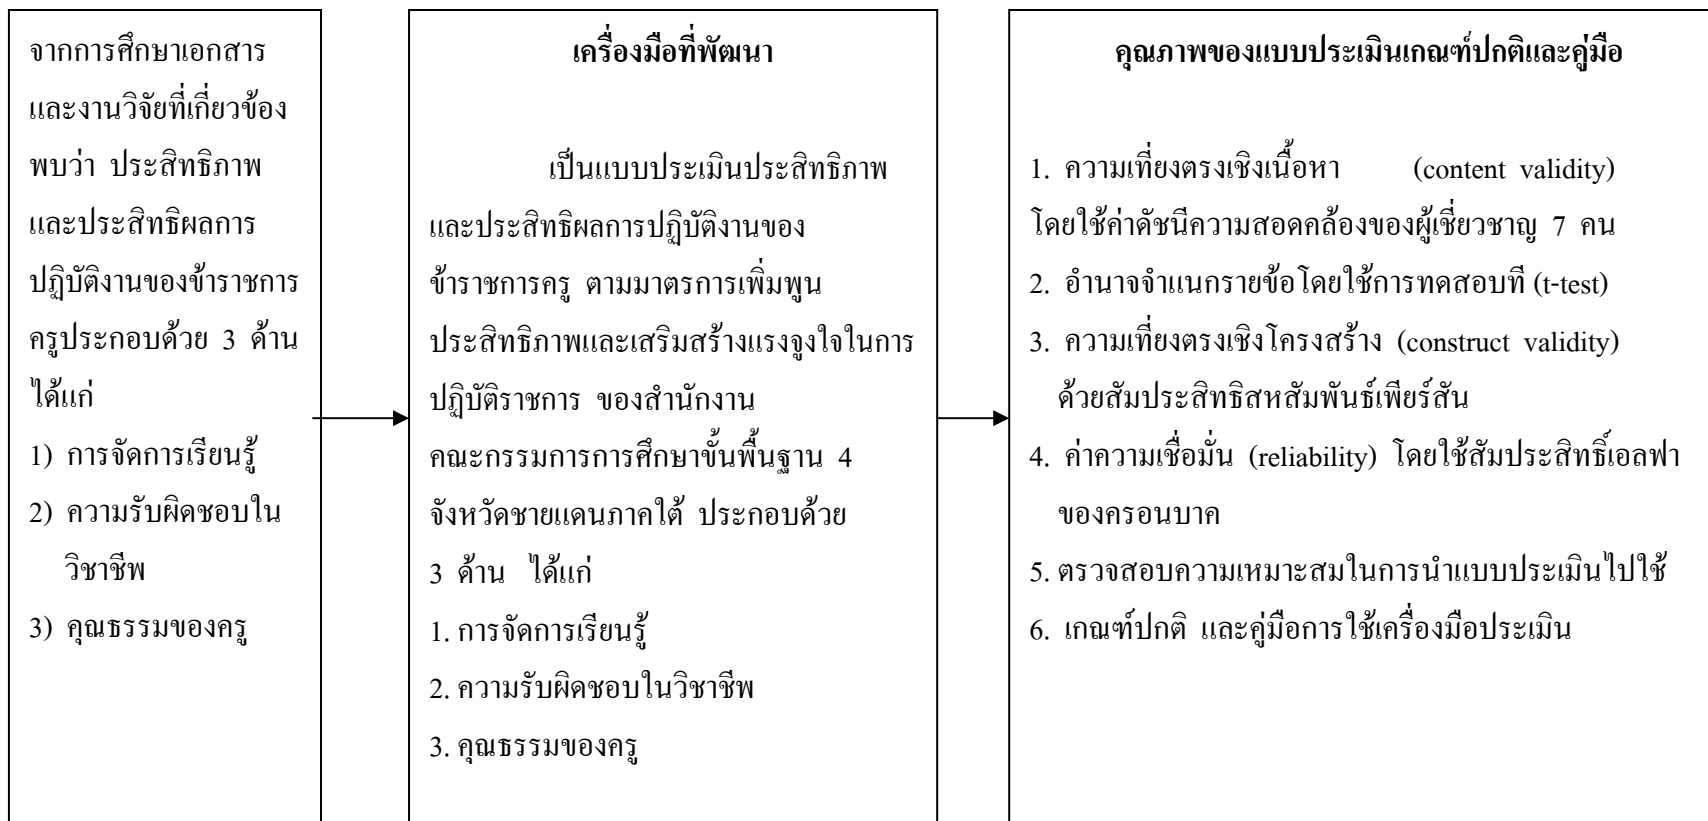 จากการศึกษาเอกสาร
และงานวิจัยที่เกี่ยวข้อง
พบว่า ประสิทธิภาพ
และประสิทธิผลการ
ปฏิบัติงานของข้าราชการ
ครูประกอบด้วย 3 ด้าน
ได้แก่
1) การจัดการเรียนรู้
2) ความรับผิดชอบใน
วิชาชีพ
3) คุณธรรมของครู
เครื่องมือที่พัฒนา
เป็นแบบประเมินประสิทธิภาพ
และประสิทธิผลการปฏิบัติงานของ
ข้าราชการครู ตามมาตรการเพิ่มพูน
ประสิทธิภาพและเสริมสร้างแรงจูงใจในการ
ปฏิบัติราชการ ของสำนักงาน
คณะกรรมการการศึกษาขั้นพื้นฐาน 4
จังหวัดชายแดนภาคใต้ ประกอบด้วย
3 ด้าน ได้แก่
1. การจัดการเรียนรู้
2. ความรับผิดชอบในวิชาชีพ
3. คุณธรรมของครู
คุณภาพของแบบประเมินเกณฑ์ปกติและคู่มือ
1. ความเที่ยงตรงเชิงเนื้อหา (content validity)
โดยใช้ค่าดัชนีความสอดคล้องของผู้เชี่ยวชาญ 7 คน
2. อำนาจจำแนกรายข้อโดยใช้การทดสอบที (t-test)
3. ความเที่ยงตรงเชิงโครงสร้าง (construct validity)
ด้วยสัมประสิทธิสหสัมพันธ์เพียร์สัน
4. ค่าความเชื่อมั่น (reliability) โดยใช้สัมประสิทธิ์เอลฟา
ของครอนบาค
5. ตรวจสอบความเหมาะสมในการนำแบบประเมินไปใช้
6. เกณฑ์ปกติ และคู่มือการใช้เครื่องมือประเมิน